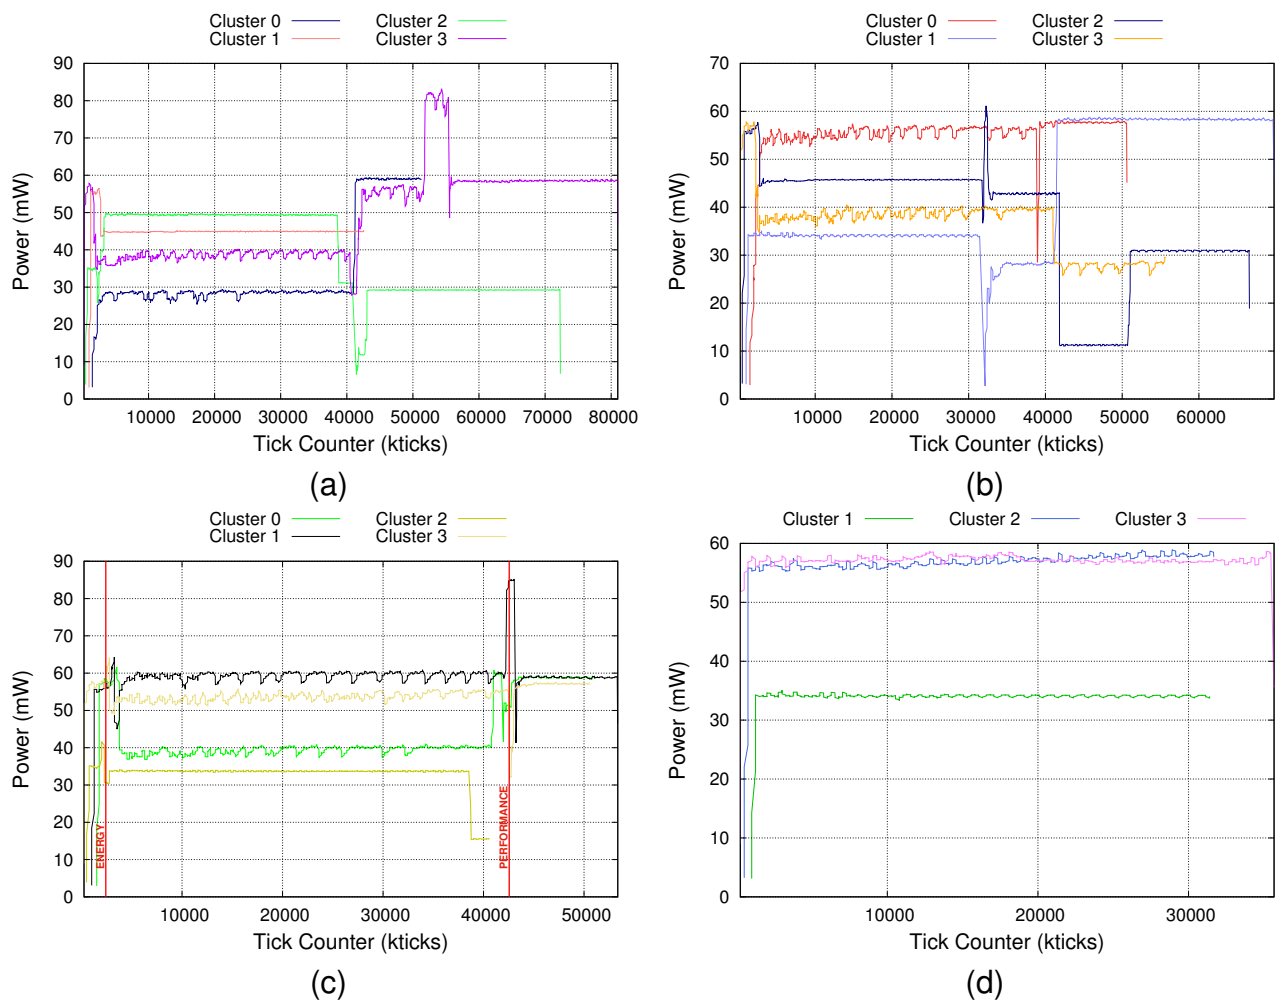 Cluster 0 Cluster 2
Cluster 1 Cluster 3
90
80
70
60
50
40
30
20
10
0
Power (mW)
10000 20000 30000 40000 50000 60000 70000 80000
Tick Counter (kticks)
(a)
Cluster 0 Cluster 2
Cluster 1 Cluster 3
70
60
50
40
30
20
10
0
Power (mW)
10000 20000 30000 40000 50000 60000
Tick Counter (kticks)
(b)
Cluster 0 Cluster 2
Cluster 1 Cluster 3
90
80
70
60
50
40
30
20
10
0
Power (mW)
ENERGY
PERFORMANCE
10000 20000 30000 40000 50000
Tick Counter (kticks)
(c)
Cluster 1 Cluster 2 Cluster 3
60
50
40
30
20
10
0
Power (mW)
10000 20000 30000
Tick Counter (kticks)
(d)